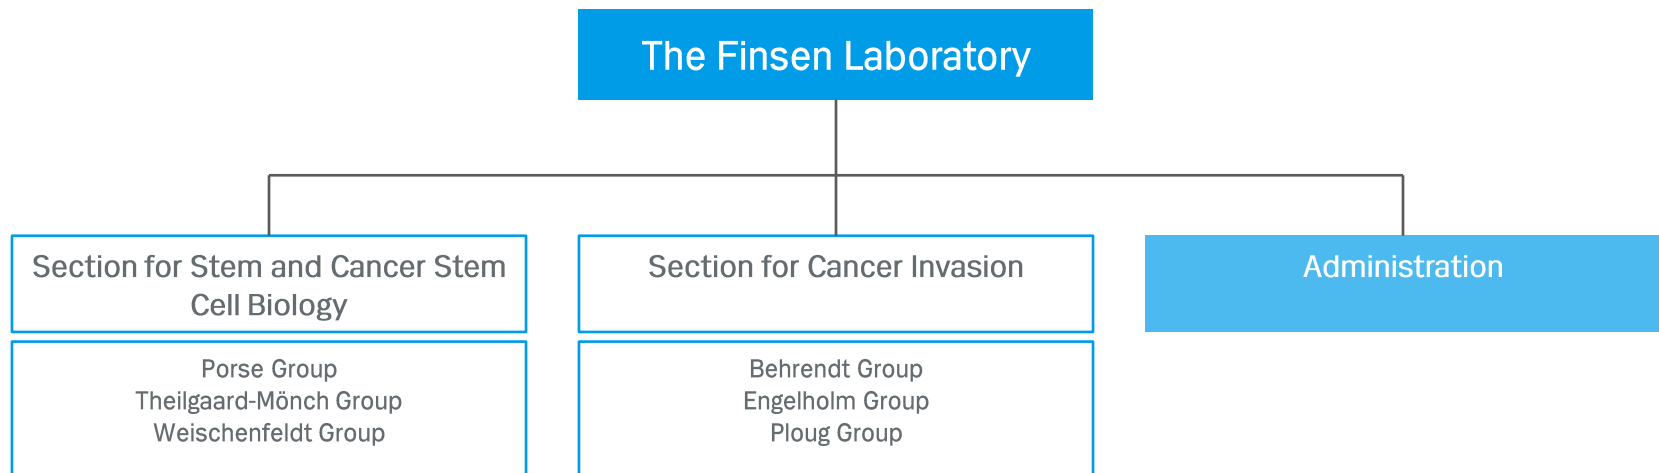 The Finsen Laboratory
Section for Stem and Cancer Stem
Cell Biology
Section for Cancer Invasion
Administration
Porse Group
Theilgaard-Mönch Group
Weischenfeldt Group
Behrendt Group
Engelholm Group
Ploug Group